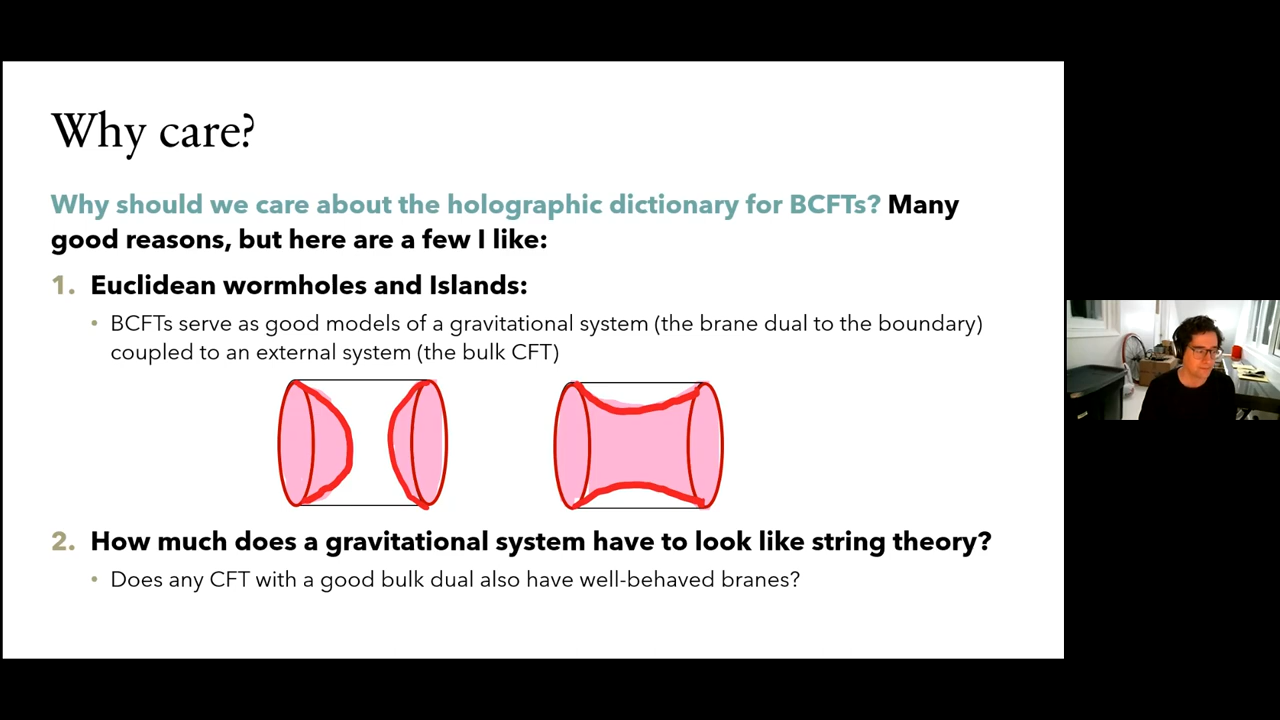 Why care?
Why should we care about the holographic dictionary for BCFTs? Many
good reasons, but here are a few I like:
1. Euclidean wormholes and Islands:
• BCFTs serve as good models of a gravitational system (the brane dual to the boundary)
coupled to an external system (the bulk CFT)
2. How much does a gravitational system have to look like string theory?
• Does any CFT with a good bulk dual also have well-behaved branes?